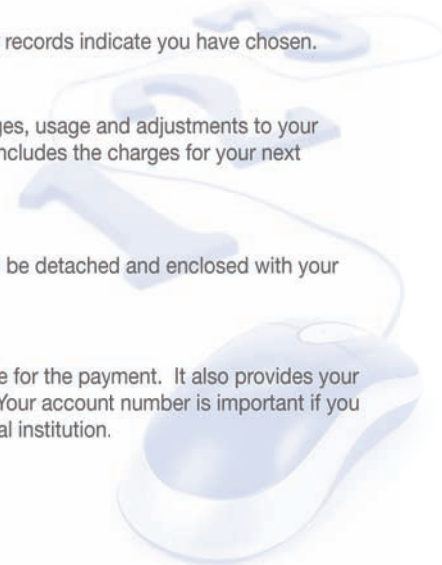 records indicate you have chosen.
ges, usage and adjustments to your
ncludes the charges for your next
be detached and enclosed with your
e for the payment. It also provides your
Your account number is important if you
al institution.